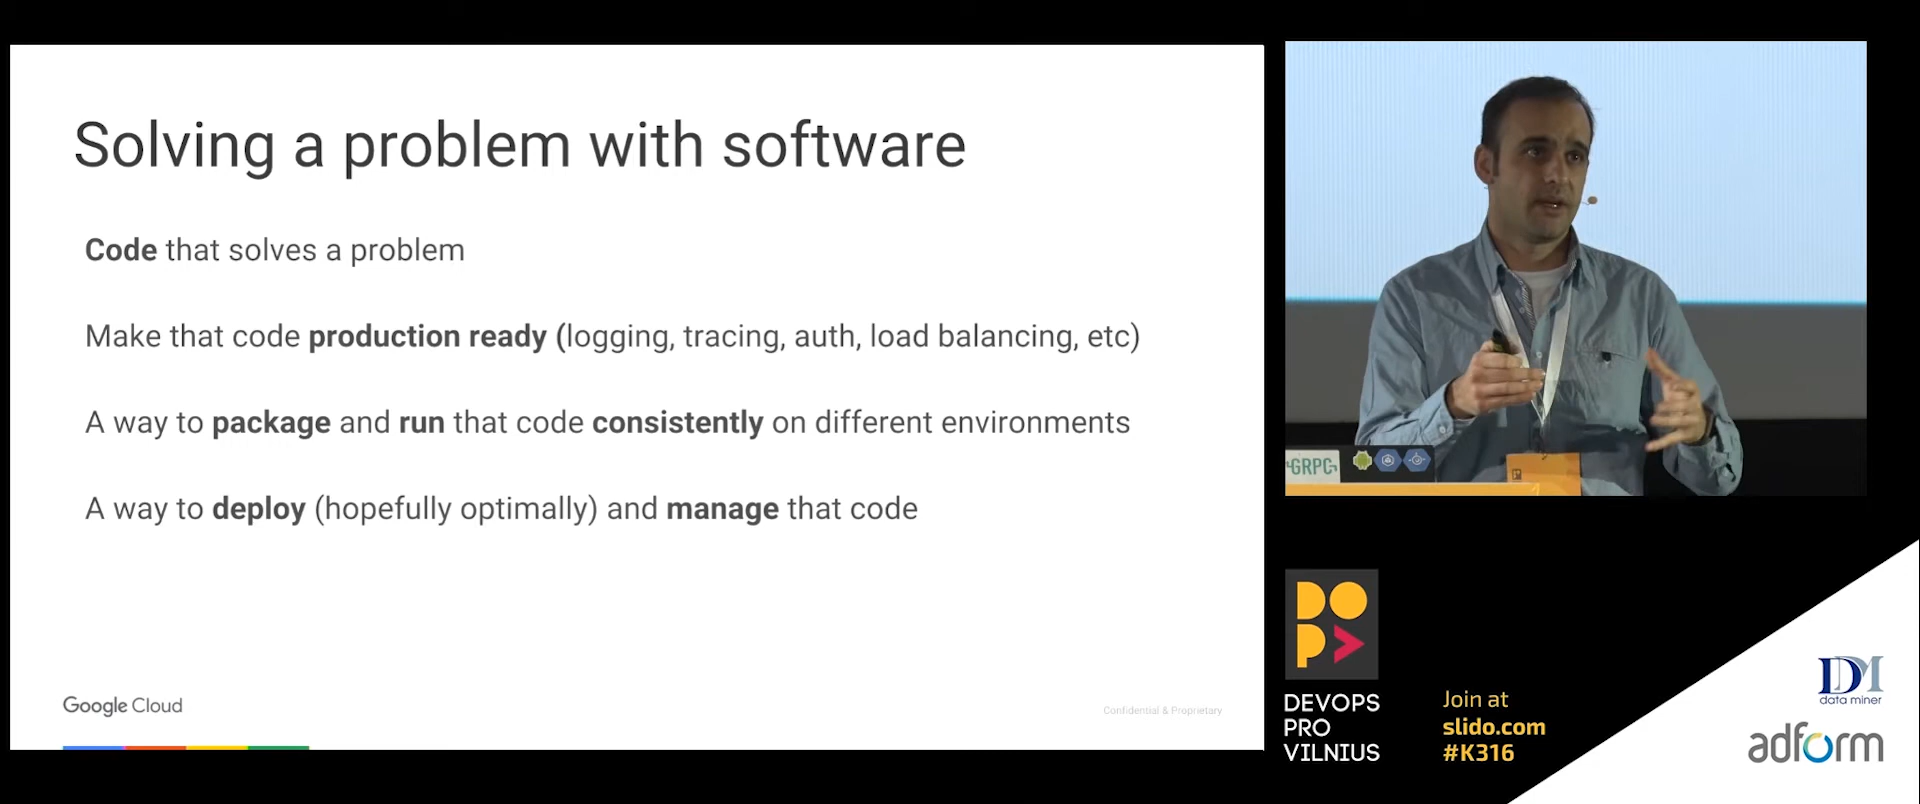 Solving a problem with software
Code that solves a problem
Make that code production ready (logging, tracing, auth, load balancing, etc)
A way to package and run that code consistently on different environments
A way to deploy (hopefully optimally) and manage that code
Google Cloud
Confidential & Proprietary
GRPC
DOP>
DEVOPS
PRO
VILNIUS
Join at
slido.com
#K316
DM
data miner
adform